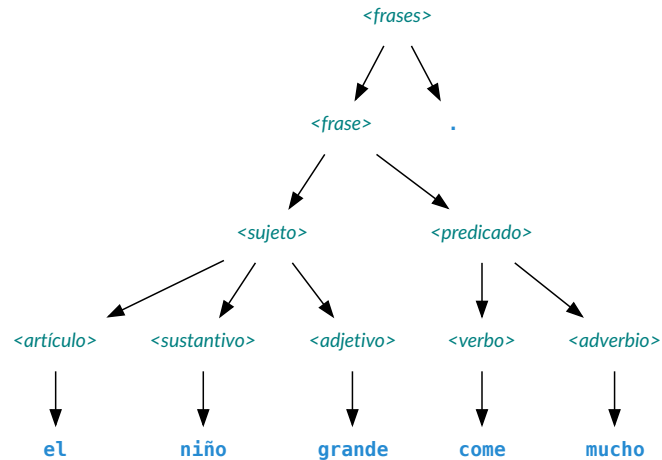 <frases>
<frase> .
<sujeto> <predicado>
<artículo> <sustantivo> <adjetivo> <verbo> <adverbio>
el niño grande come mucho